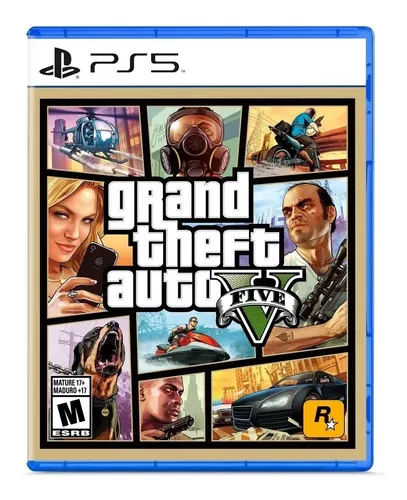 PS5
grand
theft
auto
V
FIVE
MATURE 17+
MADURO +17
M
ESRB
R